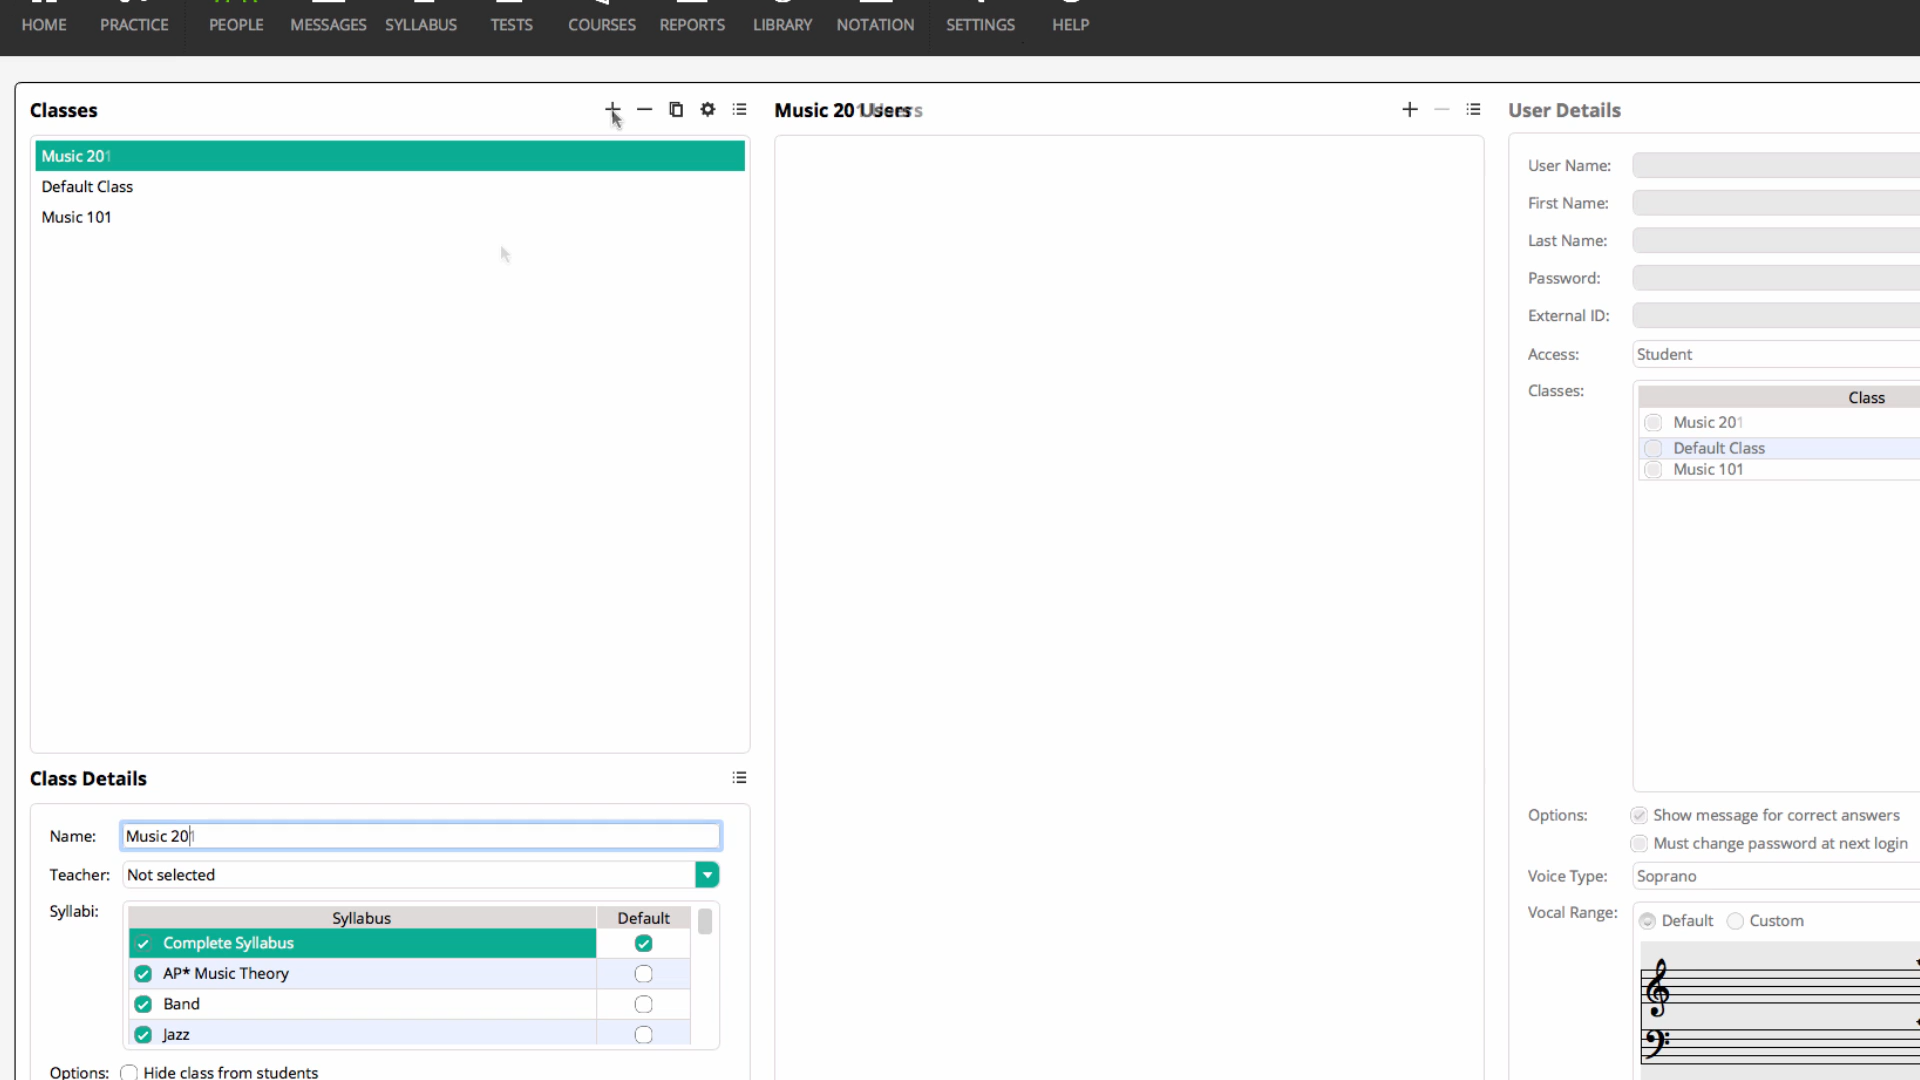 HOME PRACTICE PEOPLE MESSAGES SYLLABUS TESTS COURSES REPORTS LIBRARY NOTATION SETTINGS HELP
Classes
Music 201
Default Class
Music 101
Class Details
Name: Music 201
Teacher: Not selected
Syllabi:
Syllabus Default
Complete Syllabus
AP* Music Theory
Band
Jazz
Options: Hide class from students
Music 201 Users
User Details
User Name:
First Name:
Last Name:
Password:
External ID:
Access: Student
Classes:
Class
Music 201
Default Class
Music 101
Options: Show message for correct answers
Must change password at next login
Voice Type: Soprano
Vocal Range: Default Custom